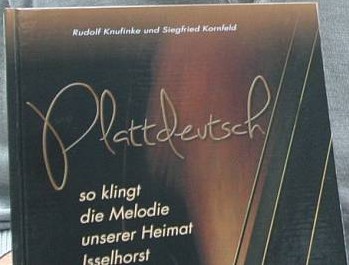 Rudolf Knufinke und Siegfried Kornfeld
Plattdeutsch
so klingt
die Melodie
unserer Heimat
Isselhorst